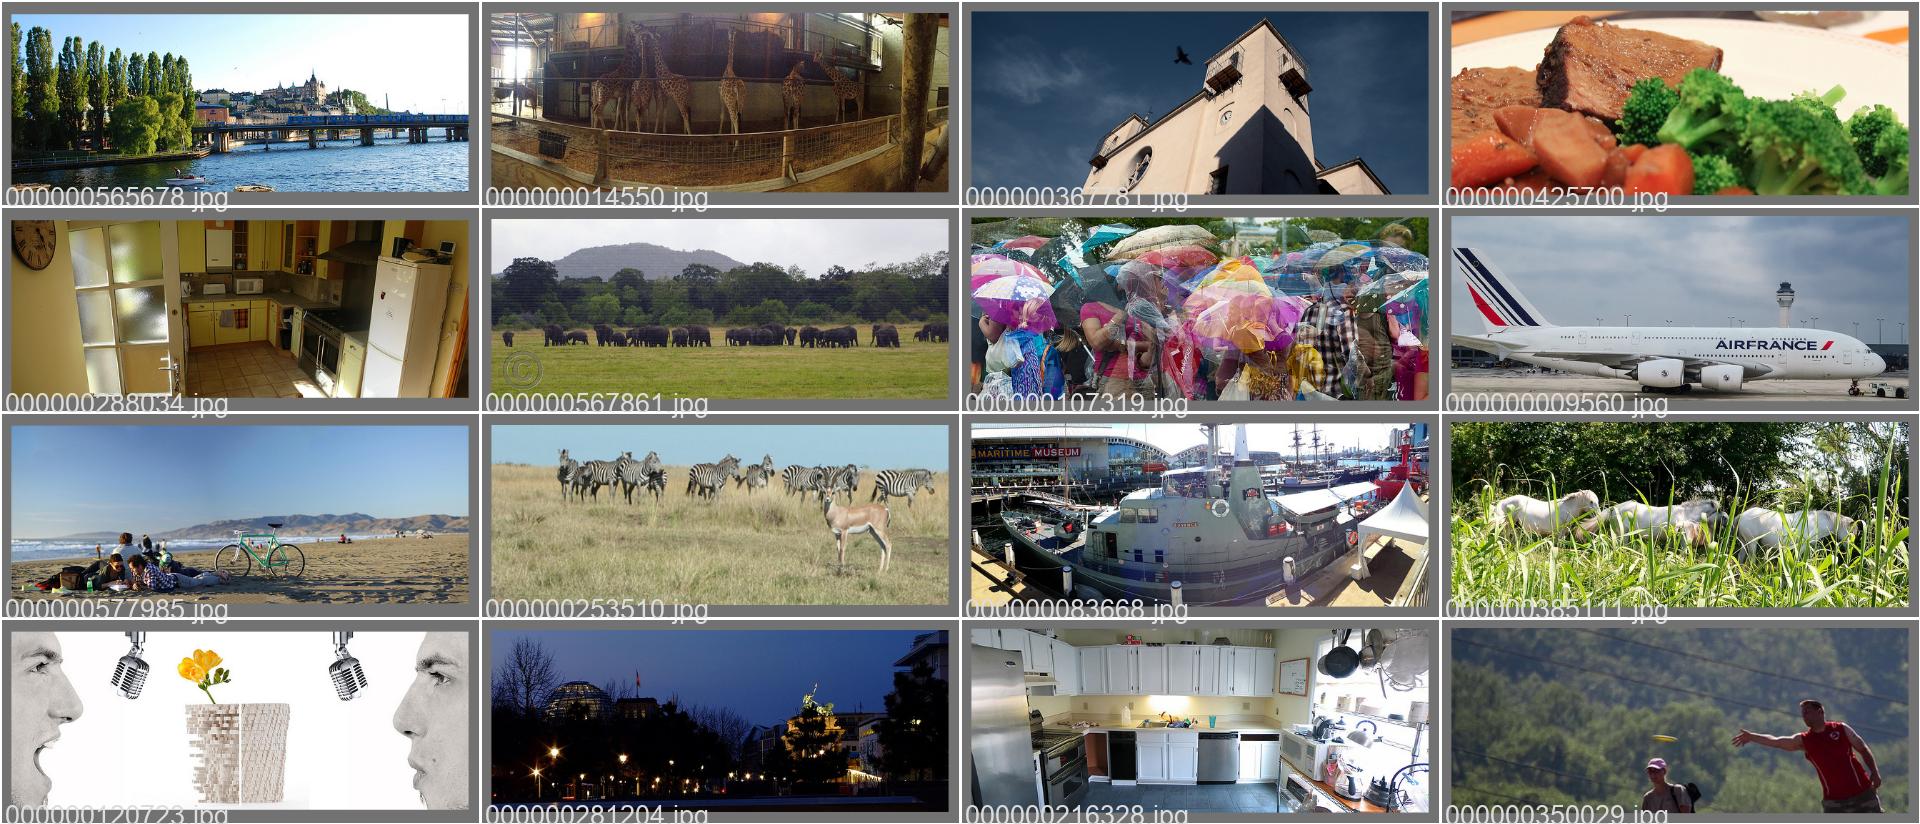 000000565678.jpg
000000014550.jpg
000000367781.jpg
000000425700.jpg
000000288034.jpg
000000567861.jpg
©
000000107319.jpg
AIRFRANCE
000000009560.jpg
000000577985.jpg
000000253510.jpg
MARITIME MUSEUM
000000083668.jpg
000000385111.jpg
000000120723.jpg
000000281204.jpg
000000216328.jpg
000000350029.jpg